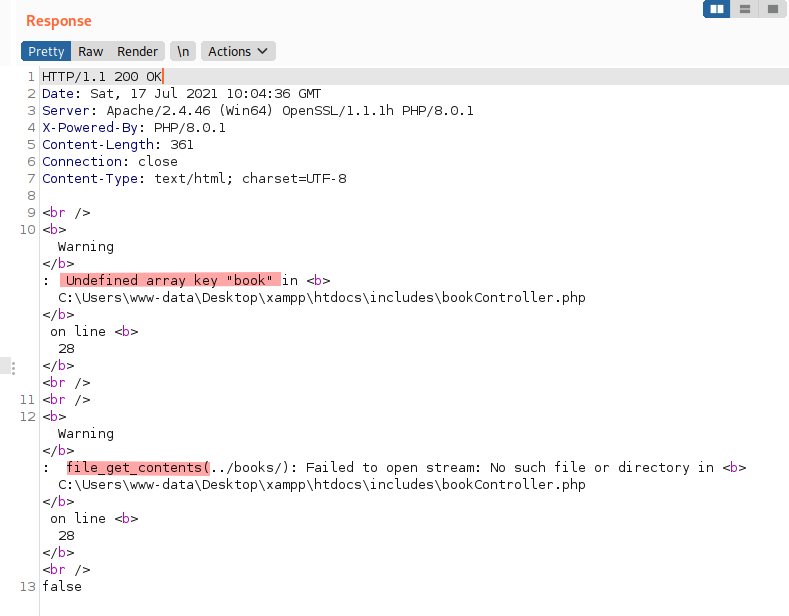 Response
Pretty Raw Render \n Actions
1 HTTP/1.1 200 OK
2 Date: Sat, 17 Jul 2021 10:04:36 GMT
3 Server: Apache/2.4.46 (Win64) OpenSSL/1.1.1h PHP/8.0.1
4 X-Powered-By: PHP/8.0.1
5 Content-Length: 361
6 Connection: close
7 Content-Type: text/html; charset=UTF-8
8
9 <br />
10 <b>
Warning
</b>
: Undefined array key "book" in <b>
C:\Users\www-data\Desktop\xampp\htdocs\includes\bookController.php
</b>
on line <b>
28
</b>
<br />
11 <br />
12 <b>
Warning
</b>
: file_get_contents(../books/): Failed to open stream: No such file or directory in <b>
C:\Users\www-data\Desktop\xampp\htdocs\includes\bookController.php
</b>
on line <b>
28
</b>
<br />
13 false